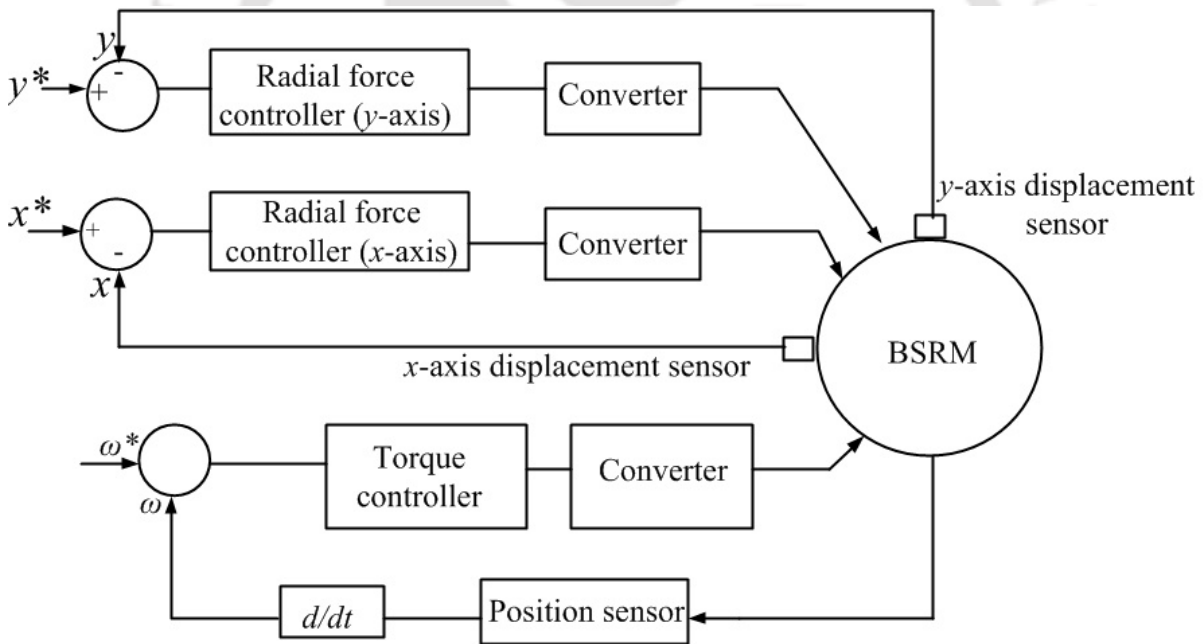 y
y*
+
-
Radial force
controller (y-axis)
Converter
y-axis displacement
sensor
x*
+
-
x
Radial force
controller (x-axis)
Converter
x-axis displacement sensor
BSRM
ω*
ω
Torque
controller
Converter
d/dt
Position sensor